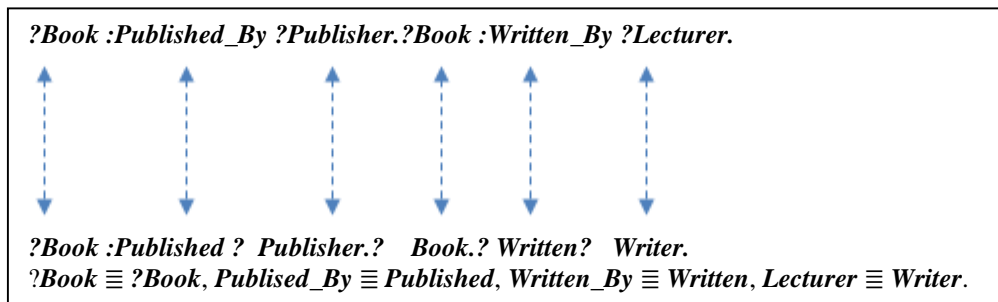 ?Book :Published_By ?Publisher.?Book :Written_By ?Lecturer.
?Book :Published ? Publisher.? Book.? Written? Writer.
?Book ≡ ?Book, Publised_By ≡ Published, Written_By ≡ Written, Lecturer ≡ Writer.